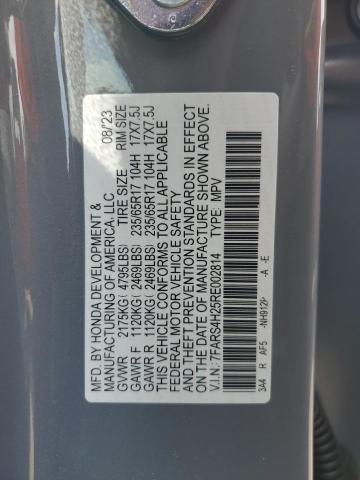 MFD. BY HONDA DEVELOPMENT & 08/23
MANUFACTURING OF AMERICA, LLC
TIRE SIZE RIM SIZE
GVWR 2175KG( 4795LBS)
GAWR F 1120KG( 2469LBS) 235/65R17 104H 17X7.5J
GAWR R 1120KG( 2469LBS) 235/65R17 104H 17X7.5J
THIS VEHICLE CONFORMS TO ALL APPLICABLE
FEDERAL MOTOR VEHICLE SAFETY
AND THEFT PREVENTION STANDARDS IN EFFECT
ON THE DATE OF MANUFACTURE SHOWN ABOVE.
V.I.N.:7FARS4H25RE002814 TYPE: MPV
3A4 R AF5 -NH912P -A -E